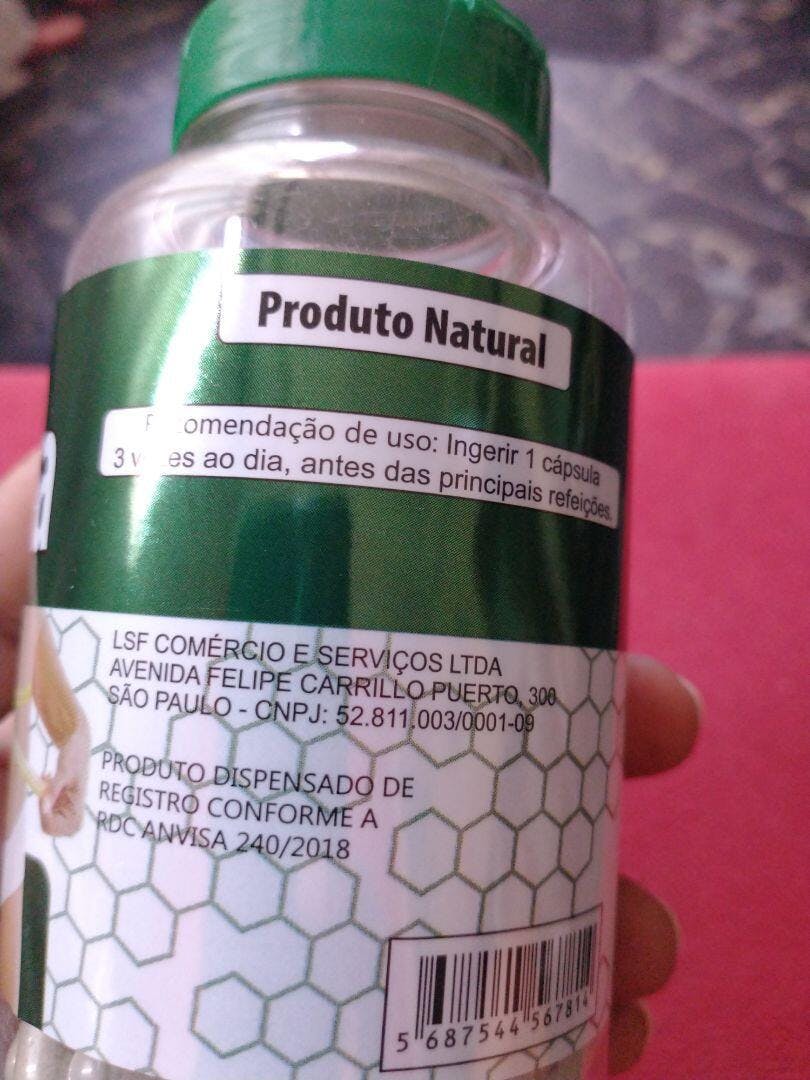 Produto Natural
Recomendação de uso: Ingerir 1 cápsula
3 vezes ao dia, antes das principais refeições.
a
LSF COMÉRCIO E SERVIÇOS LTDA
AVENIDA FELIPE CARRILLO PUERTO, 300
SÃO PAULO - CNPJ: 52.811.003/0001-09
PRODUTO DISPENSADO DE
REGISTRO CONFORME A
RDC ANVISA 240/2018
5 687544 567814